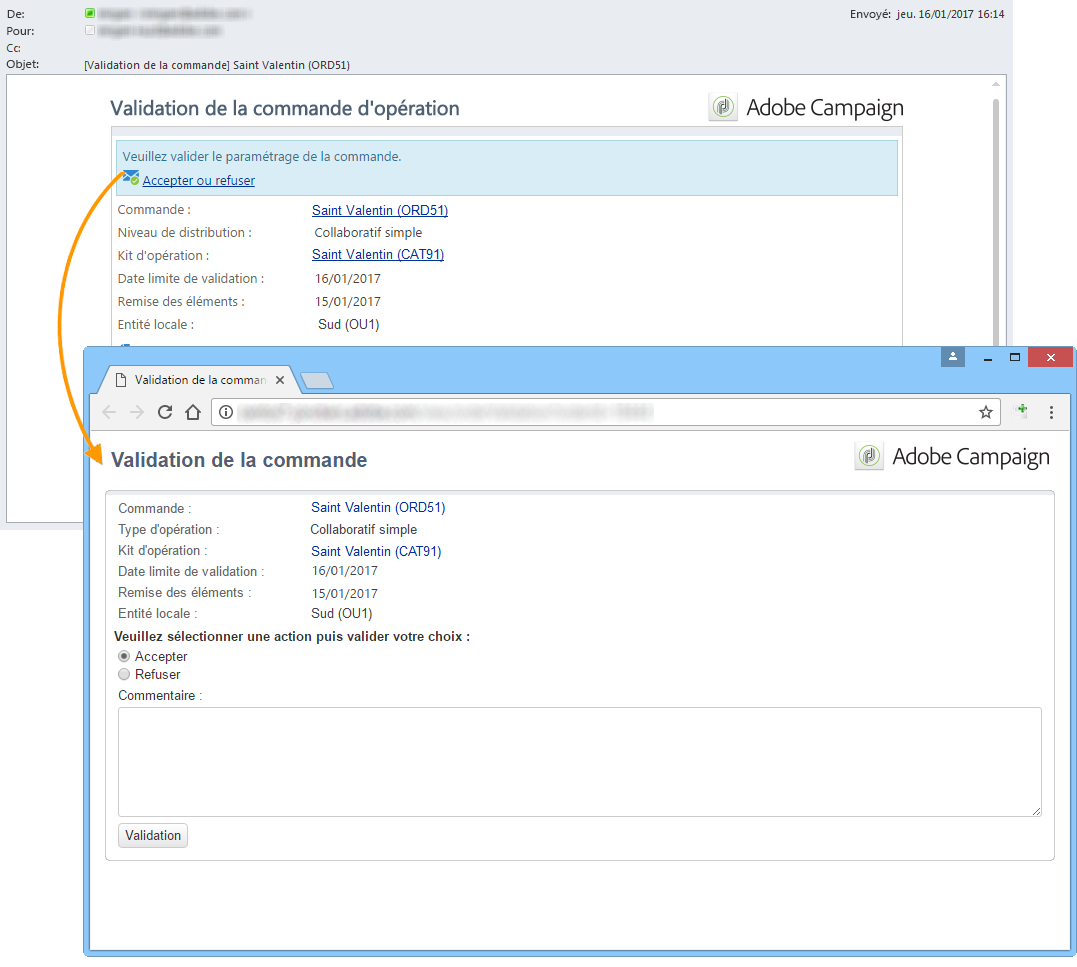 De:
Envoyé: jeu. 16/01/2017 16:14
Pour:
Cc:
Objet: [Validation de la commande] Saint Valentin (ORD51)
Validation de la commande d'opération
Adobe Campaign
Veuillez valider le paramétrage de la commande.
Accepter ou refuser
Commande : Saint Valentin (ORD51)
Niveau de distribution : Collaboratif simple
Kit d'opération : Saint Valentin (CAT91)
Date limite de validation : 16/01/2017
Remise des éléments : 15/01/2017
Entité locale : Sud (OU1)
Validation de la comman
Validation de la commande
Adobe Campaign
Commande : Saint Valentin (ORD51)
Type d'opération : Collaboratif simple
Kit d'opération : Saint Valentin (CAT91)
Date limite de validation : 16/01/2017
Remise des éléments : 15/01/2017
Entité locale : Sud (OU1)
Veuillez sélectionner une action puis valider votre choix :
Accepter
Refuser
Commentaire :
Validation